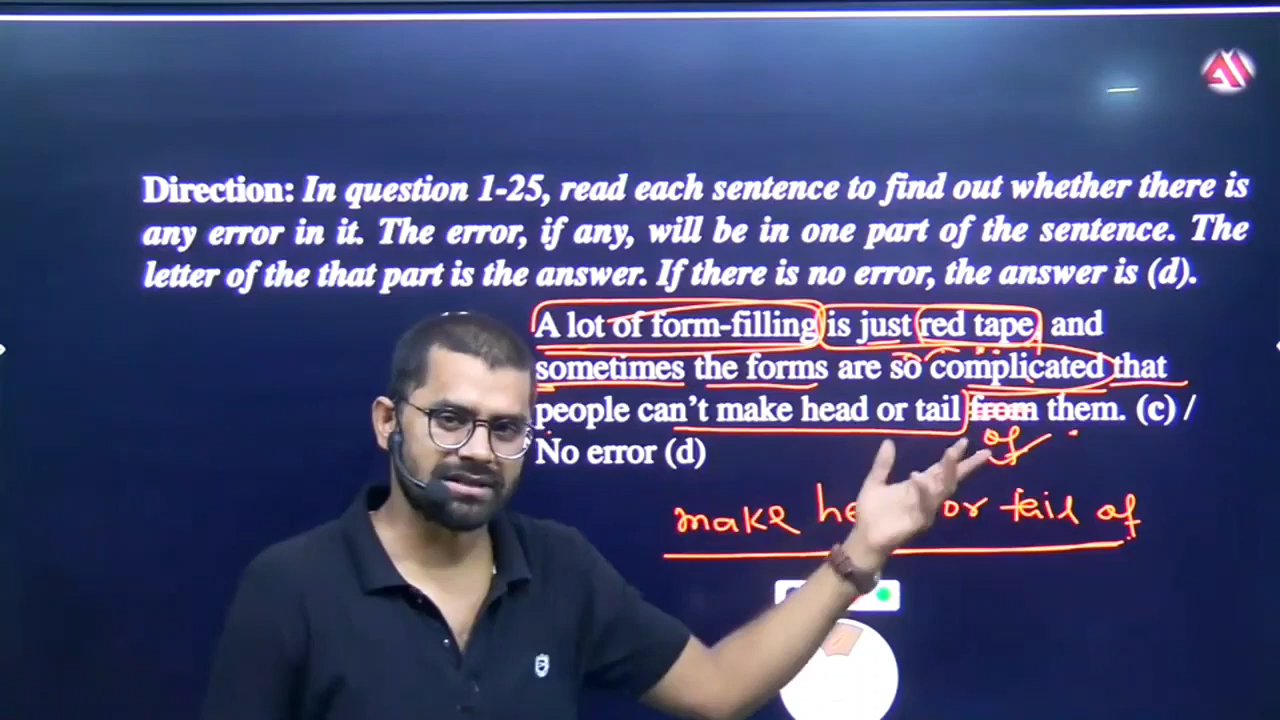 Direction: In question 1-25, read each sentence to find out whether there is
any error in it. The error, if any, will be in one part of the sentence. The
letter of the that part is the answer. If there is no error, the answer is (d).
A lot of form-filling is just red tape, and
sometimes the forms are so complicated that
people can't make head or tail from them. (c) /
of
No error (d)
make or tail of